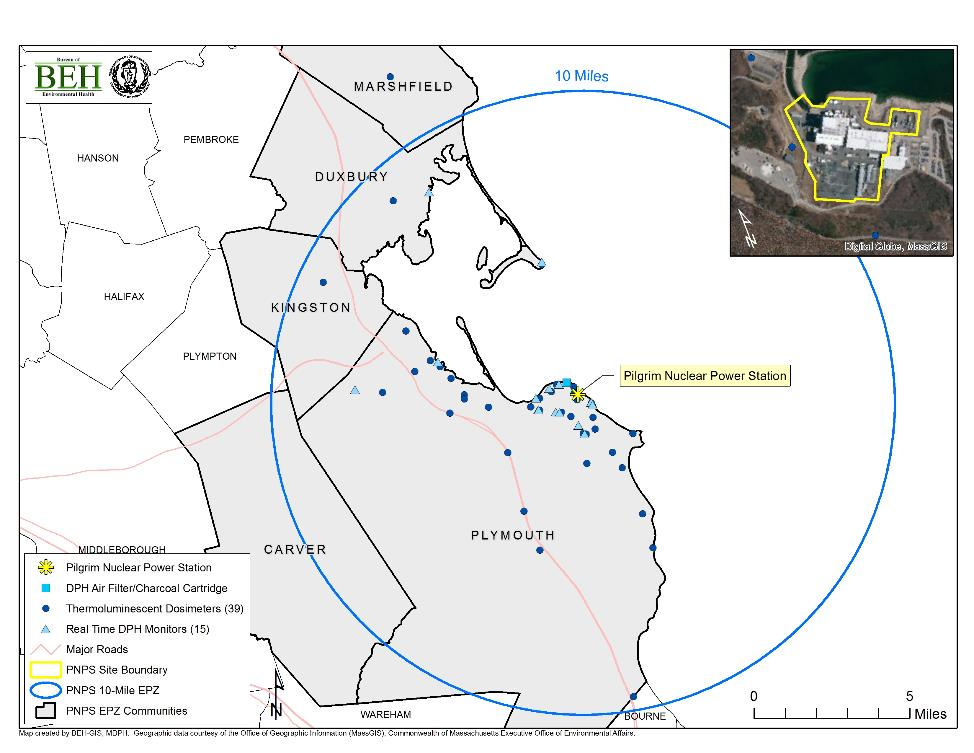 Bureau of
BEH
Environmental Health
MARSHFIELD
10 Miles
PEMBROKE
HANSON
DUXBURY
N
Digital Globe, MassGIS
HALIFAX
KINGSTON
PLYMPTON
Pilgrim Nuclear Power Station
PLYMOUTH
CARVER
MIDDLEBOROUGH
Pilgrim Nuclear Power Station
DPH Air Filter/Charcoal Cartridge
Thermoluminescent Dosimeters (39)
Real Time DPH Monitors (15)
Major Roads
PNPS Site Boundary
PNPS 10-Mile EPZ
PNPS EPZ Communities
N
WAREHAM
BOURNE
0 5
Miles
Map created by BEH-GIS, MDPH. Geographic data courtesy of the Office of Geographic Information (MassGIS), Commonwealth of Massachusetts Executive Office of Environmental Affairs.